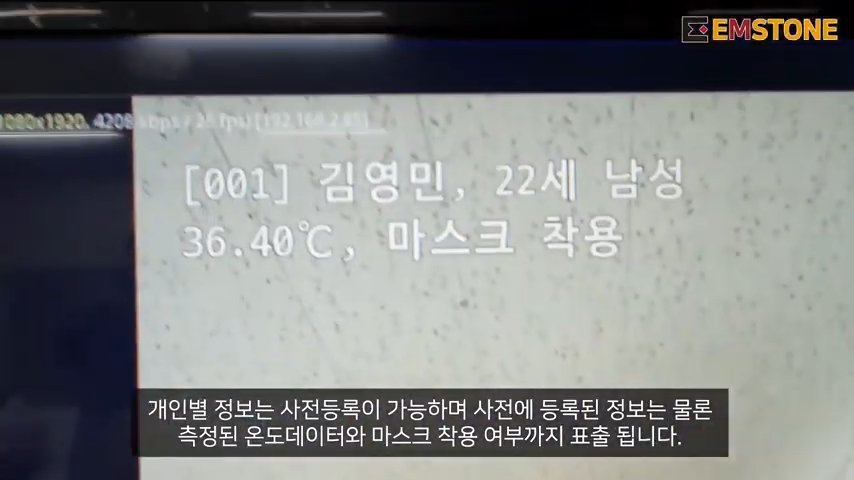 EMSTONE
1080x1920, 4208 kbps / 26 fps) [192.168.2.85]
[001] 김영민, 22세 남성
36.40℃, 마스크 착용
개인별 정보는 사전등록이 가능하며 사전에 등록된 정보는 물론
측정된 온도데이터와 마스크 착용 여부까지 표출 됩니다.